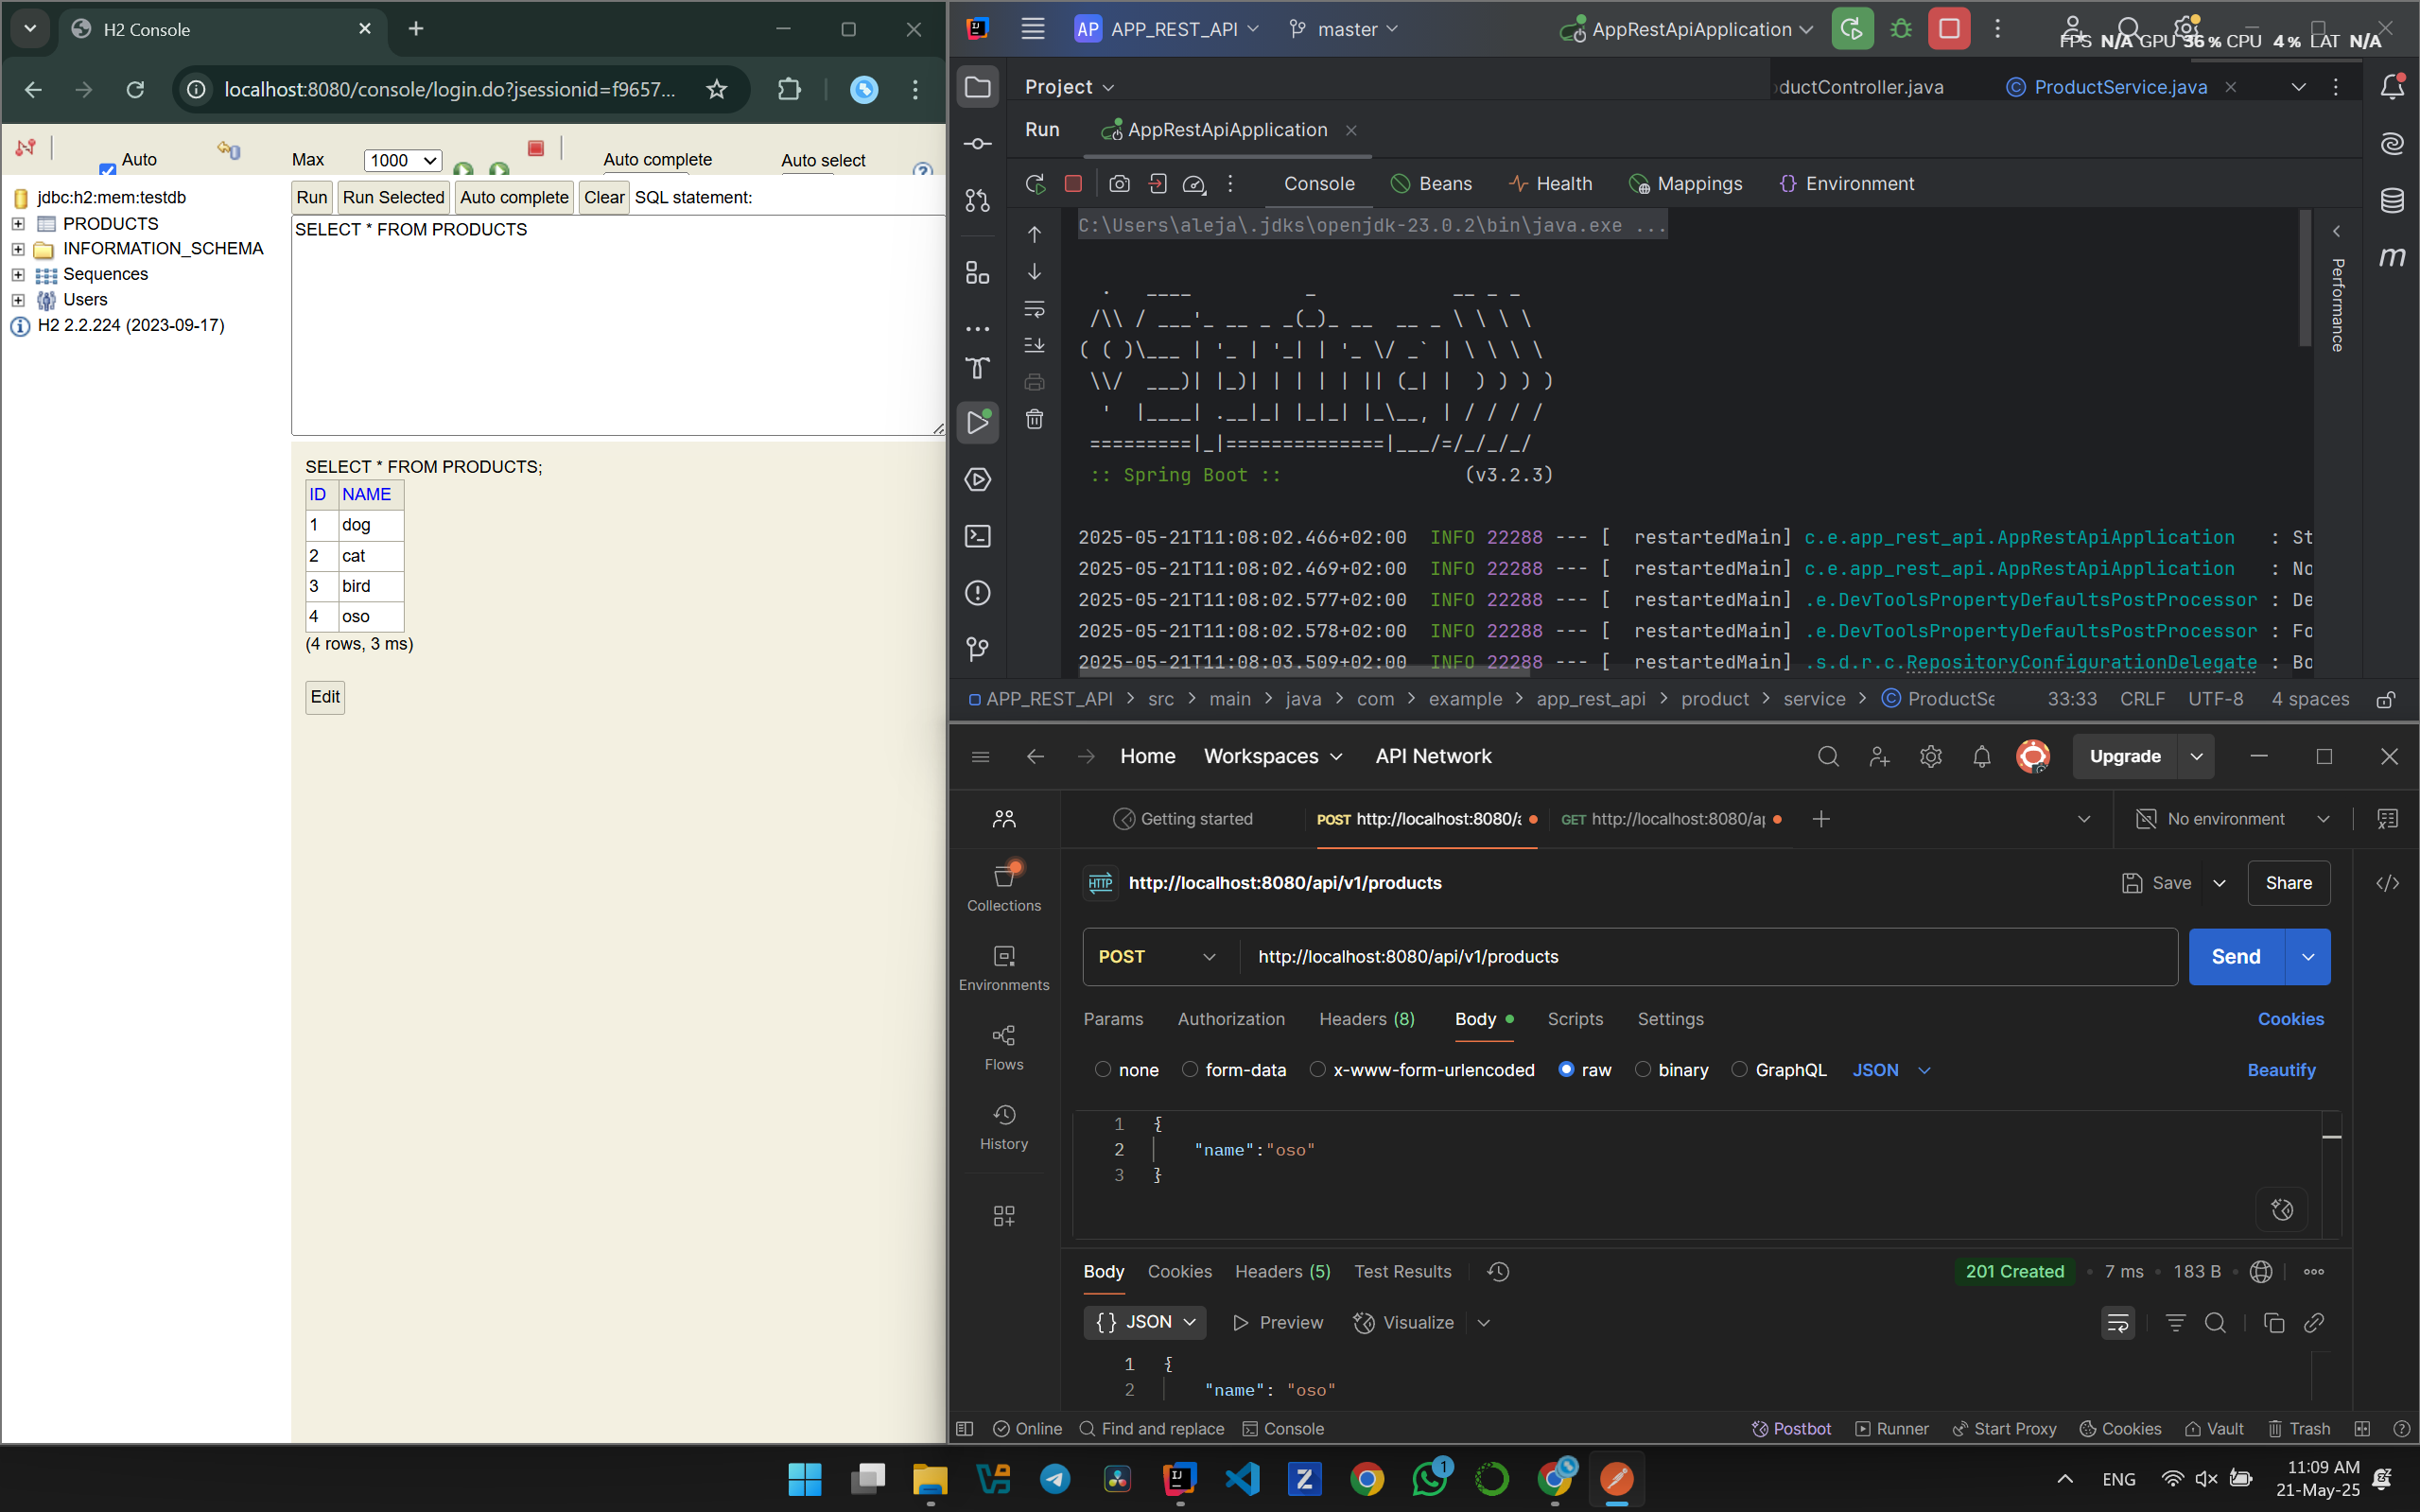 H2 Console
localhost:8080/console/login.do?jsessionid=f9657...
Auto
Max
1000
Auto complete
Auto select
jdbc:h2:mem:testdb
PRODUCTS
INFORMATION_SCHEMA
Sequences
Users
H2 2.2.224 (2023-09-17)
Run
Run Selected
Auto complete
Clear
SQL statement:
SELECT * FROM PRODUCTS
SELECT * FROM PRODUCTS;
ID NAME
1 dog
2 cat
3 bird
4 oso
(4 rows, 3 ms)
Edit
AP APP_REST_API master AppRestApiApplication
FPS N/A GPU 36 % CPU 4 % LAT N/A
Project
ductController.java ProductService.java
Run AppRestApiApplication
Console Beans Health Mappings Environment
Performance
C:\Users\aleja\.jdks\openjdk-23.0.2\bin\java.exe ...
  .   ____          _            __ _ _
 /\\ / ___'_ __ _ _(_)_ __  __ _ \ \ \ \
( ( )\___ | '_ | '_| | '_ \/ _` | \ \ \ \
 \\/  ___)| |_)| | | | | || (_| |  ) ) ) )
  '  |____| .__|_| |_|_| |_\__, | / / / /
 =========|_|==============|___/=/_/_/_/
 :: Spring Boot ::                (v3.2.3)
2025-05-21T11:08:02.466+02:00  INFO 22288 --- [  restartedMain] c.e.app_rest_api.AppRestApiApplication   : St
2025-05-21T11:08:02.469+02:00  INFO 22288 --- [  restartedMain] c.e.app_rest_api.AppRestApiApplication   : No
2025-05-21T11:08:02.577+02:00  INFO 22288 --- [  restartedMain] .e.DevToolsPropertyDefaultsPostProcessor : De
2025-05-21T11:08:02.578+02:00  INFO 22288 --- [  restartedMain] .e.DevToolsPropertyDefaultsPostProcessor : Fo
2025-05-21T11:08:03.509+02:00  INFO 22288 --- [  restartedMain] .s.d.r.c.RepositoryConfigurationDelegate : Bo
APP_REST_API > src > main > java > com > example > app_rest_api > product > service > ProductSe 33:33 CRLF UTF-8 4 spaces
Home Workspaces API Network Upgrade
Getting started POST http://localhost:8080/a GET http://localhost:8080/ap No environment
Collections
Environments
Flows
History
HTTP http://localhost:8080/api/v1/products Save Share
POST http://localhost:8080/api/v1/products Send
Params Authorization Headers (8) Body Scripts Settings Cookies
none form-data x-www-form-urlencoded raw binary GraphQL JSON Beautify
1 {
2 "name":"oso"
3 }
Body Cookies Headers (5) Test Results 201 Created 7 ms 183 B
{} JSON Preview Visualize
1 {
2 "name": "oso"
Online Find and replace Console Postbot Runner Start Proxy Cookies Vault Trash
1
ENG
11:09 AM
21-May-25